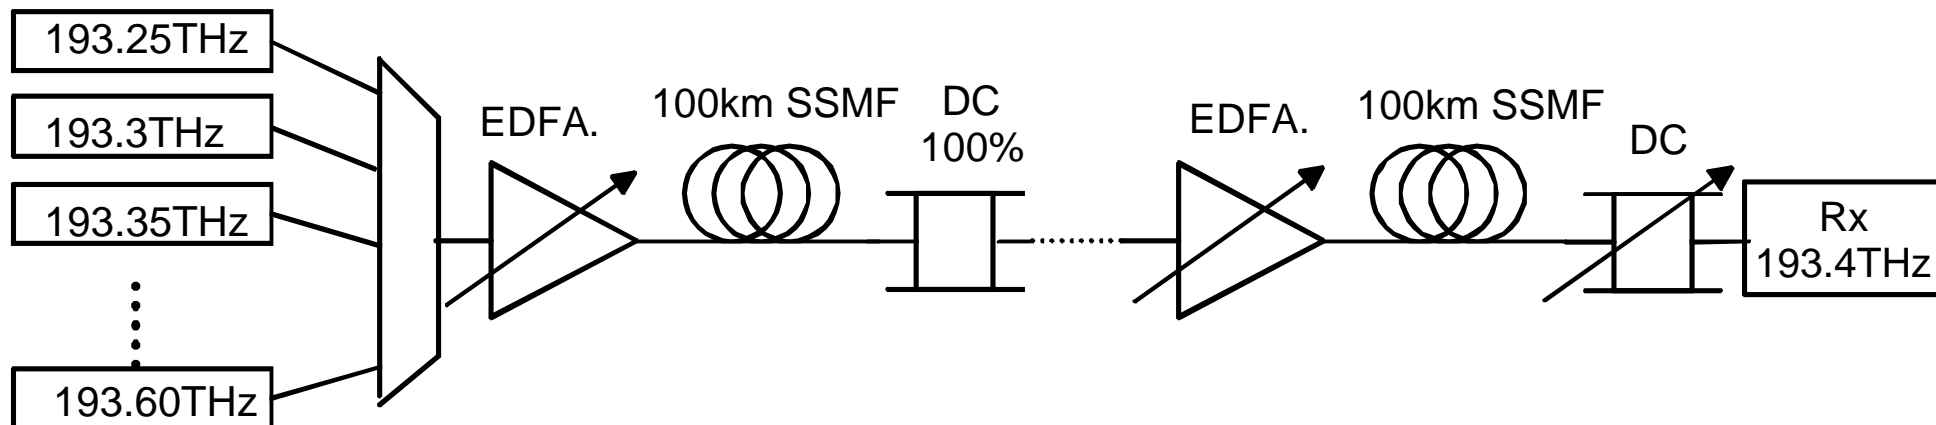 193.25THz
193.3THz
193.35THz
193.60THz
EDFA.
100km SSMF
DC
100%
EDFA.
100km SSMF
DC
Rx
193.4THz